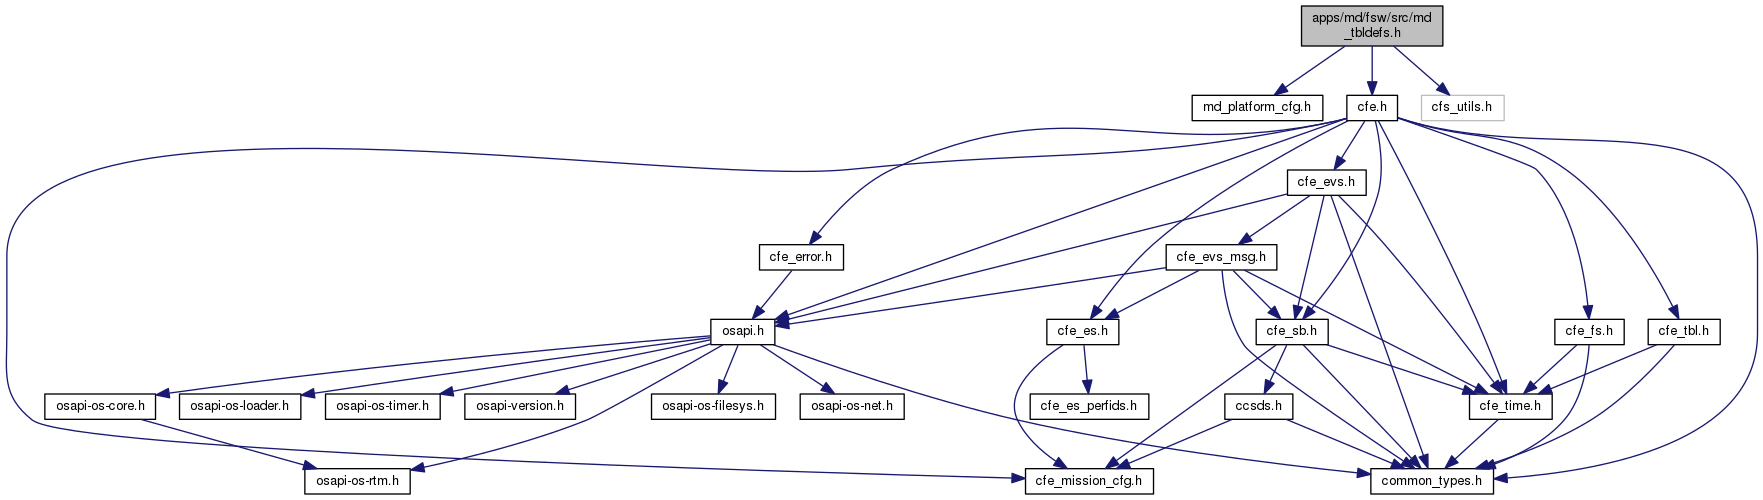 apps/md/fsw/src/md
_tbldefs.h
md_platform_cfg.h
cfe.h
cfs_utils.h
cfe_evs.h
cfe_error.h
cfe_evs_msg.h
osapi.h
cfe_es.h
cfe_sb.h
cfe_fs.h
cfe_tbl.h
osapi-os-core.h
osapi-os-loader.h
osapi-os-timer.h
osapi-version.h
osapi-os-filesys.h
osapi-os-net.h
cfe_es_perfids.h
ccsds.h
cfe_time.h
osapi-os-rtm.h
cfe_mission_cfg.h
common_types.h